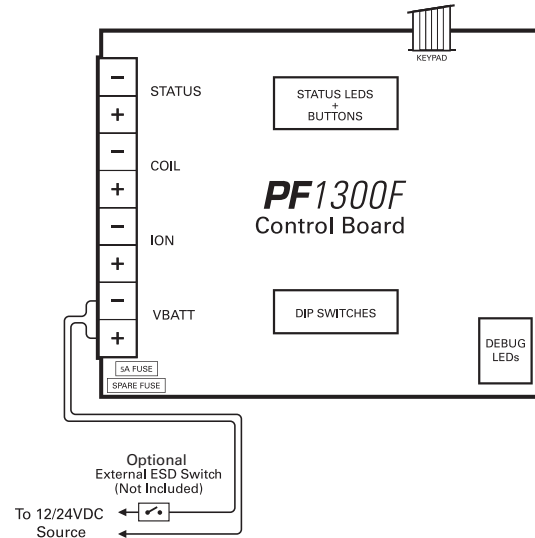 KEYPAD
−
STATUS
+
STATUS LEDS
+
BUTTONS
−
COIL
+
PF1300F
Control Board
−
ION
+
−
VBATT
+
DIP SWITCHES
DEBUG
LEDs
5A FUSE
SPARE FUSE
Optional
External ESD Switch
(Not Included)
To 12/24VDC
Source